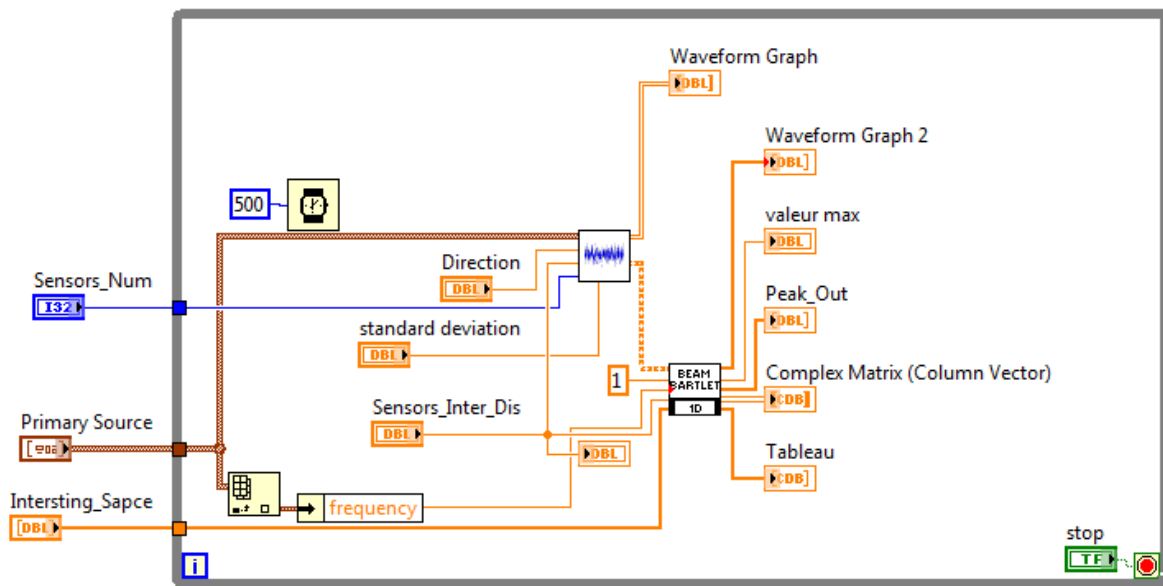 Waveform Graph
DBL
Waveform Graph 2
DBL
500
valeur max
DBL
Direction
DBL
Sensors_Num
I32
Peak_Out
DBL
standard deviation
DBL
1
BEAM
BARTLET
1D
Complex Matrix (Column Vector)
CDB
Sensors_Inter_Dis
DBL
DBL
Primary Source
Tableau
CDB
Intersting_Sapce
DBL
frequency
stop
TF
i